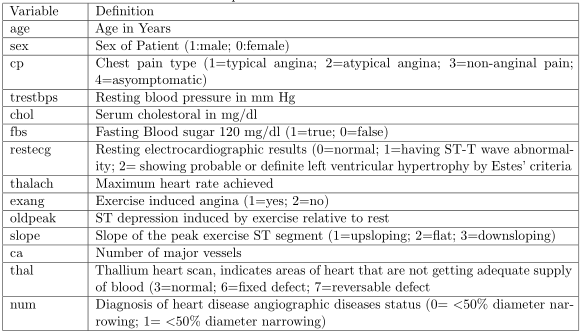 Variable Definition
age Age in Years
sex Sex of Patient (1:male; 0:female)
cp Chest pain type (1=typical angina; 2=atypical angina; 3=non-anginal pain;
4=asyomptomatic)
trestbps Resting blood pressure in mm Hg
chol Serum cholestoral in mg/dl
fbs Fasting Blood sugar 120 mg/dl (1=true; 0=false)
restecg Resting electrocardiographic results (0=normal; 1=having ST-T wave abnormal-
ity; 2= showing probable or definite left ventricular hypertrophy by Estes' criteria
thalach Maximum heart rate achieved
exang Exercise induced angina (1=yes; 2=no)
oldpeak ST depression induced by exercise relative to rest
slope Slope of the peak exercise ST segment (1=upsloping; 2=flat; 3=downsloping)
ca Number of major vessels
thal Thallium heart scan, indicates areas of heart that are not getting adequate supply
of blood (3=normal; 6=fixed defect; 7=reversable defect
num Diagnosis of heart disease angiographic diseases status (0= <50% diameter nar-
rowing; 1= <50% diameter narrowing)